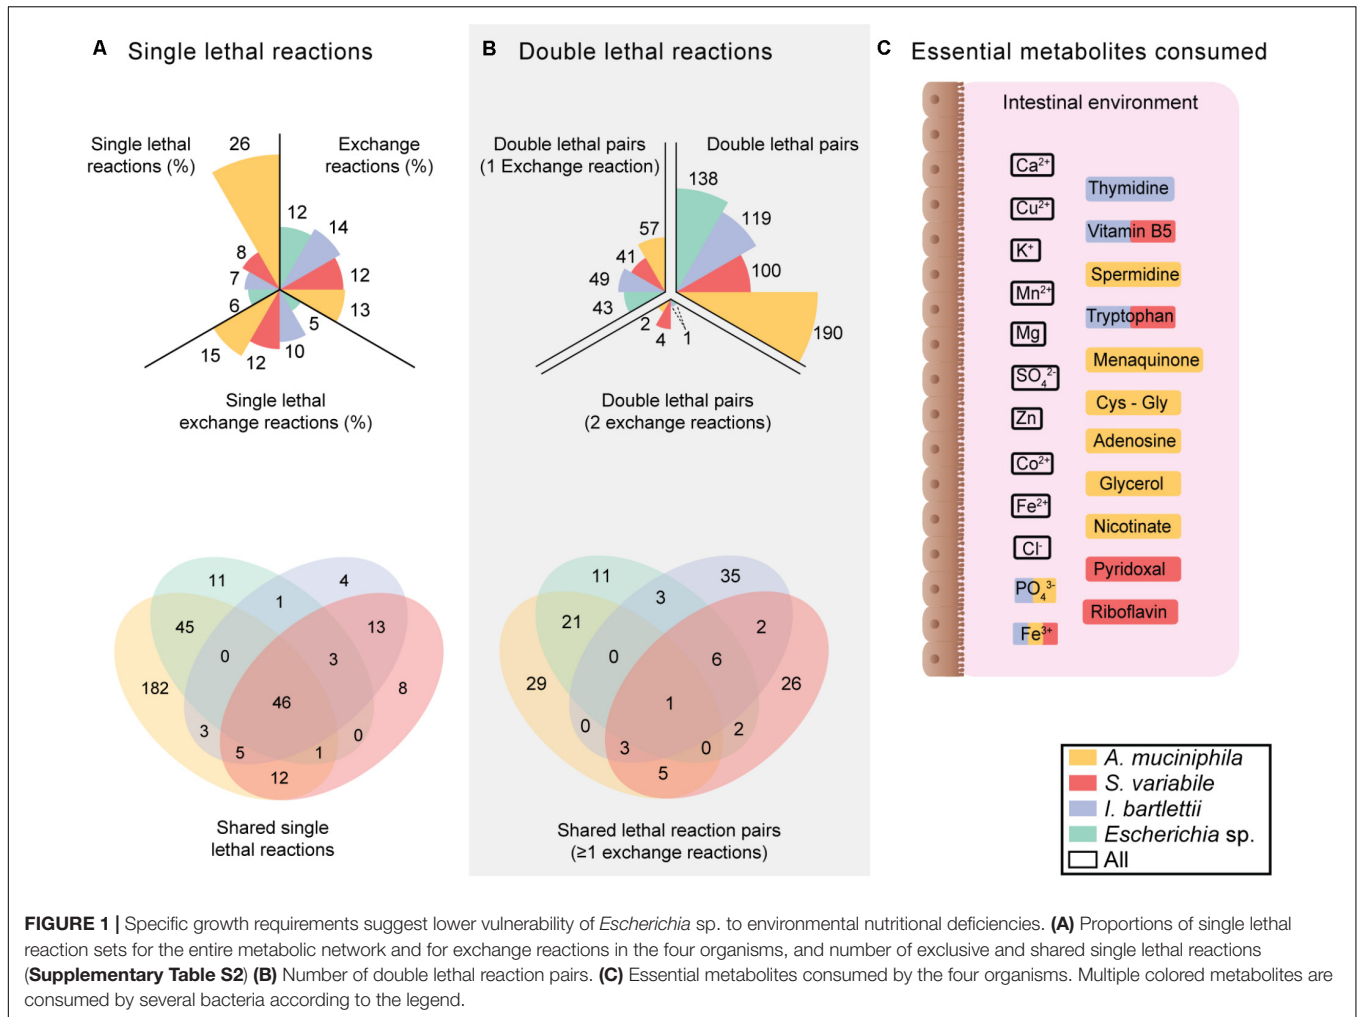 A Single lethal reactions
Single lethal
reactions (%)
Exchange
reactions (%)
26
12
14
12
13
8
7
6
15
12
10
5
Single lethal
exchange reactions (%)
11
4
1
45
13
0
3
182
46
8
3
5
1
0
12
Shared single
lethal reactions
B Double lethal reactions
Double lethal pairs
(1 Exchange reaction)
Double lethal pairs
138
119
100
190
57
41
49
43
2
4
1
Double lethal pairs
(2 exchange reactions)
11
35
3
21
2
0
6
29
1
26
0
3
0
2
5
Shared lethal reaction pairs
(≥1 exchange reactions)
C Essential metabolites consumed
Intestinal environment
Ca²⁺
Cu²⁺
K⁺
Mn²⁺
Mg
SO₄²⁻
Zn
Co²⁺
Fe²⁺
Cl⁻
PO₄³⁻
Fe³⁺
Thymidine
Vitamin B5
Spermidine
Tryptophan
Menaquinone
Cys - Gly
Adenosine
Glycerol
Nicotinate
Pyridoxal
Riboflavin
A. muciniphila
S. variabile
I. bartlettii
Escherichia sp.
All
FIGURE 1 | Specific growth requirements suggest lower vulnerability of Escherichia sp. to environmental nutritional deficiencies. (A) Proportions of single lethal
reaction sets for the entire metabolic network and for exchange reactions in the four organisms, and number of exclusive and shared single lethal reactions
(Supplementary Table S2) (B) Number of double lethal reaction pairs. (C) Essential metabolites consumed by the four organisms. Multiple colored metabolites are
consumed by several bacteria according to the legend.